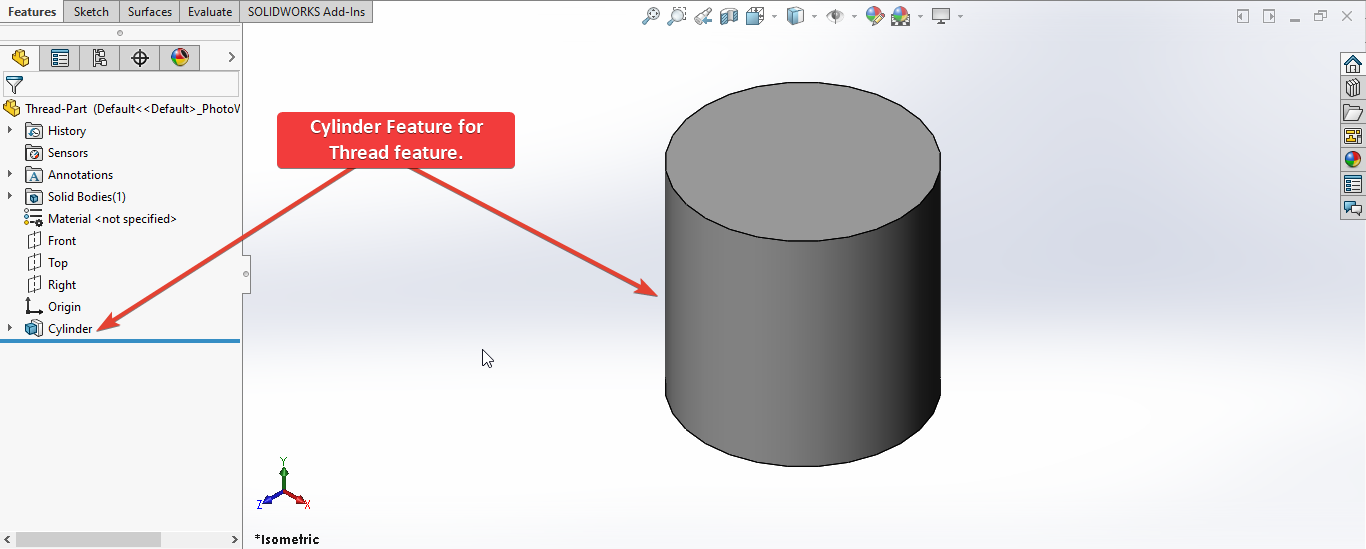 Features Sketch Surfaces Evaluate SOLIDWORKS Add-Ins
Thread-Part (Default<<Default>_PhotoV
History
Sensors
Annotations
Solid Bodies(1)
Material <not specified>
Front
Top
Right
Origin
Cylinder
Cylinder Feature for
Thread feature.
Y
Z
X
*Isometric